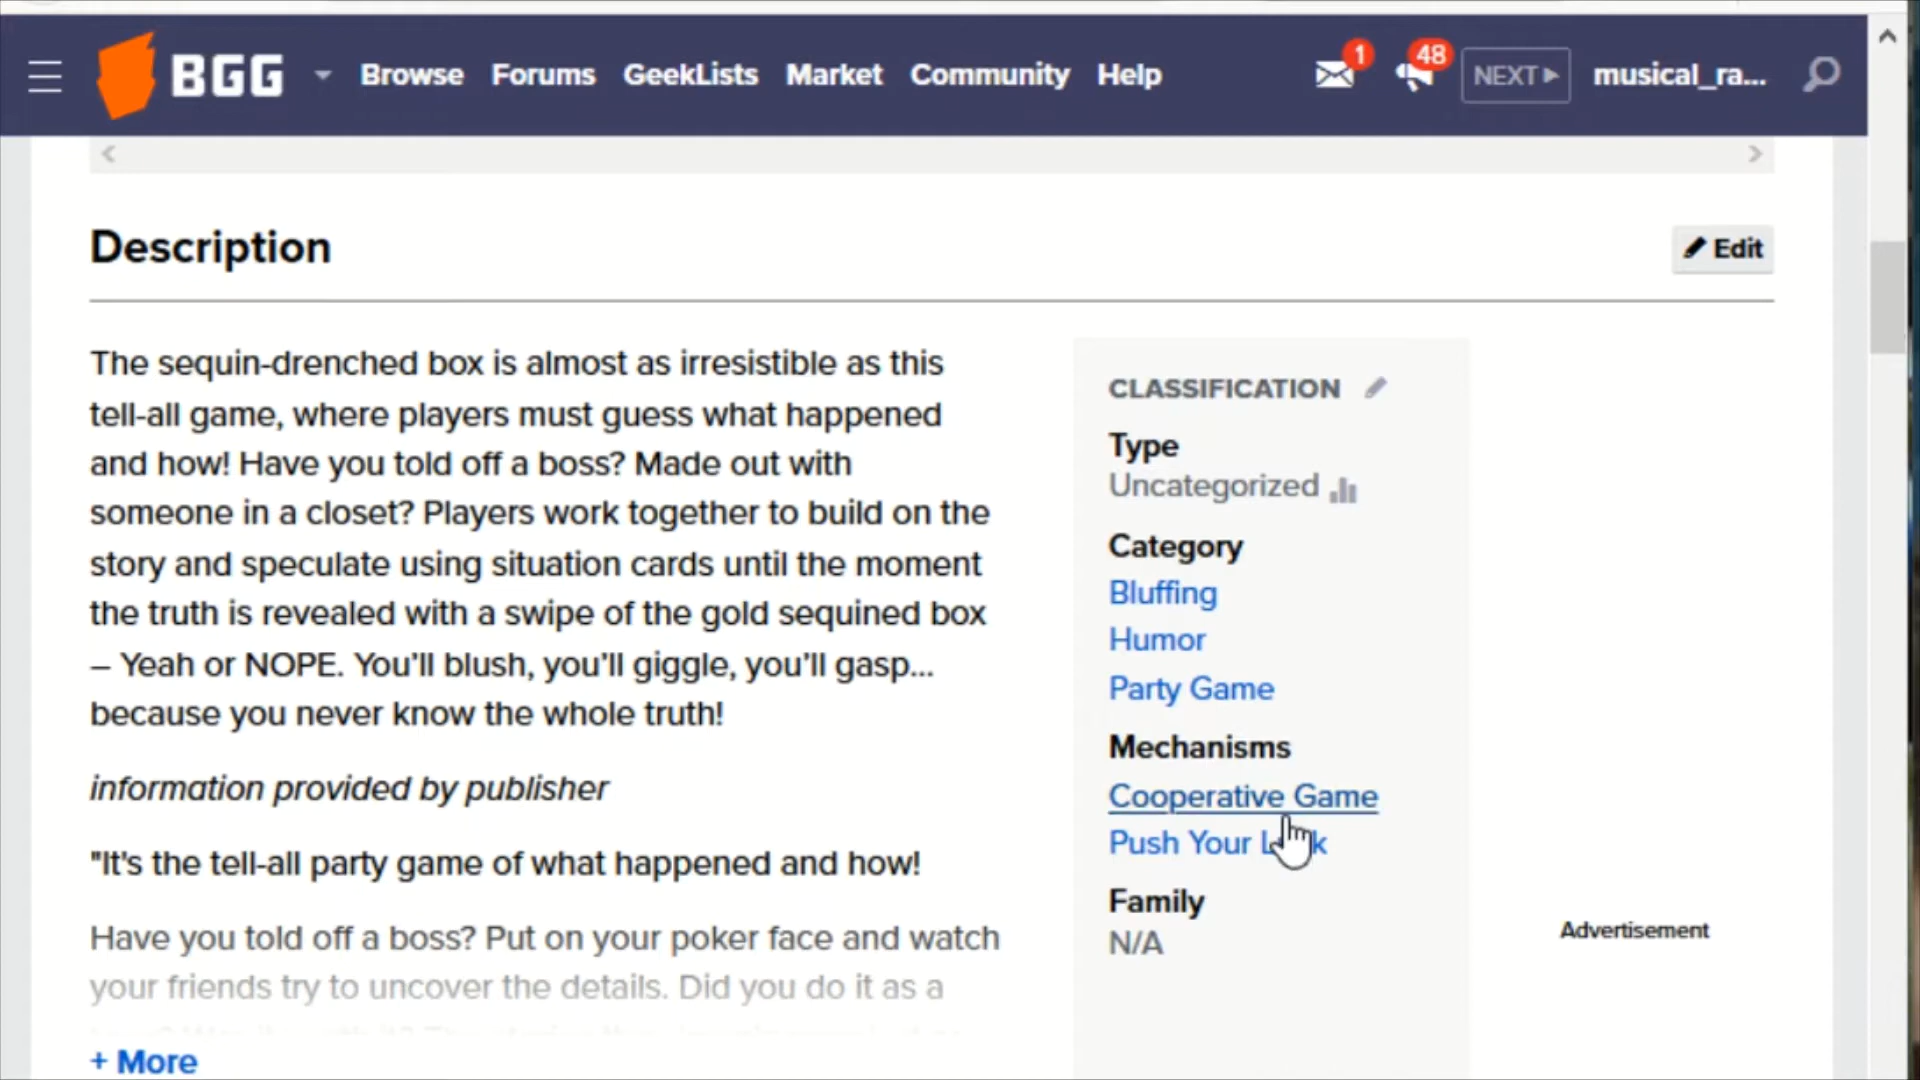 BGG Browse Forums GeekLists Market Community Help 1 48 NEXT musical_ra...
Description
Edit
The sequin-drenched box is almost as irresistible as this
tell-all game, where players must guess what happened
and how! Have you told off a boss? Made out with
someone in a closet? Players work together to build on the
story and speculate using situation cards until the moment
the truth is revealed with a swipe of the gold sequined box
– Yeah or NOPE. You'll blush, you'll giggle, you'll gasp...
because you never know the whole truth!
information provided by publisher
"It's the tell-all party game of what happened and how!
Have you told off a boss? Put on your poker face and watch
your friends try to uncover the details. Did you do it as a
+ More
CLASSIFICATION
Type
Uncategorized
Category
Bluffing
Humor
Party Game
Mechanisms
Cooperative Game
Push Your
Family
N/A
Advertisement